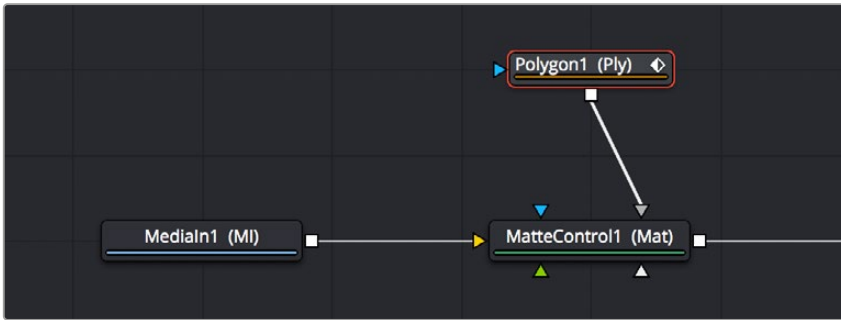 Polygon1 (Ply)
MediaIn1 (MI)
MatteControl1 (Mat)